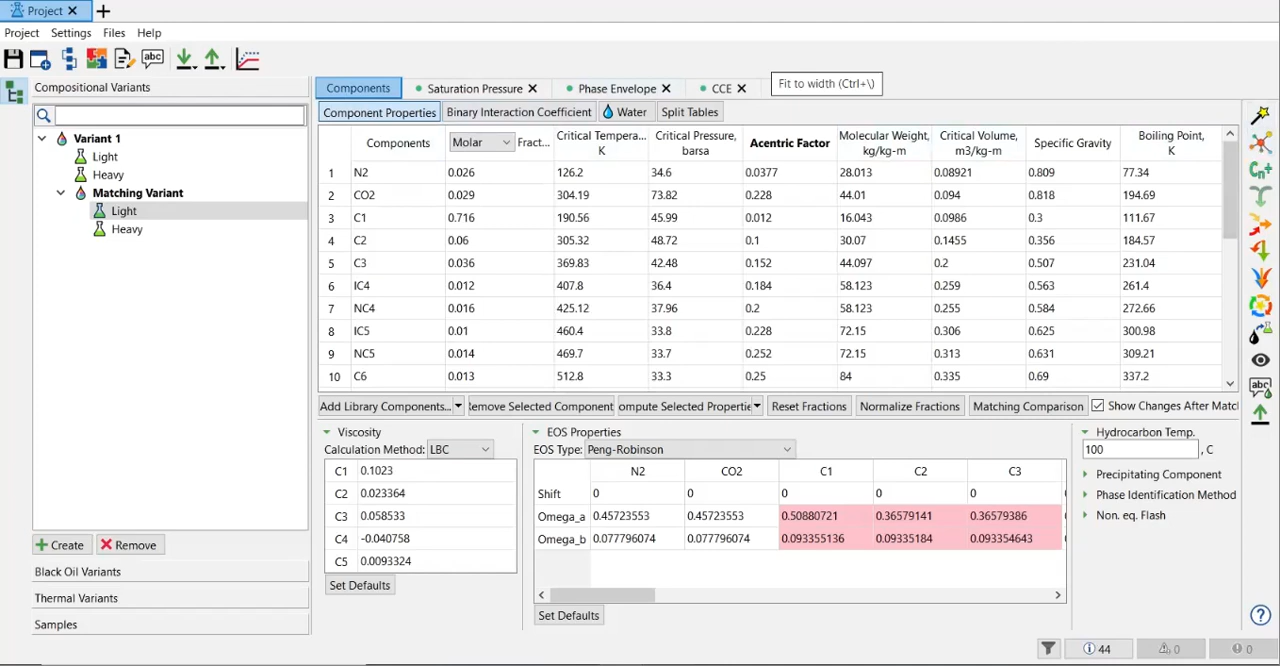 Project
Project Settings Files Help
abc
Compositional Variants
Variant 1
Light
Heavy
Matching Variant
Light
Heavy
Create Remove
Black Oil Variants
Thermal Variants
Samples
Components Saturation Pressure Phase Envelope CCE Fit to width (Ctrl+\)
Component Properties Binary Interaction Coefficient Water Split Tables
Components Molar Fract... Critical Tempera... K Critical Pressure, barsa Acentric Factor Molecular Weight, kg/kg-m Critical Volume, m3/kg-m Specific Gravity Boiling Point, K
1 N2 0.026 126.2 34.6 0.0377 28.013 0.08921 0.809 77.34
2 CO2 0.029 304.19 73.82 0.228 44.01 0.094 0.818 194.69
3 C1 0.716 190.56 45.99 0.012 16.043 0.0986 0.3 111.67
4 C2 0.06 305.32 48.72 0.1 30.07 0.1455 0.356 184.57
5 C3 0.036 369.83 42.48 0.152 44.097 0.2 0.507 231.04
6 IC4 0.012 407.8 36.4 0.184 58.123 0.259 0.563 261.4
7 NC4 0.016 425.12 37.96 0.2 58.123 0.255 0.584 272.66
8 IC5 0.01 460.4 33.8 0.228 72.15 0.306 0.625 300.98
9 NC5 0.014 469.7 33.7 0.252 72.15 0.313 0.631 309.21
10 C6 0.013 512.8 33.3 0.25 84 0.335 0.69 337.2
Add Library Components... emove Selected Component ompute Selected Propertie Reset Fractions Normalize Fractions Matching Comparison Show Changes After Matc
Viscosity
Calculation Method: LBC
C1 0.1023
C2 0.023364
C3 0.058533
C4 -0.040758
C5 0.0093324
Set Defaults
EOS Properties
EOS Type: Peng-Robinson
N2 CO2 C1 C2 C3
Shift 0 0 0 0 0
Omega_a 0.45723553 0.45723553 0.50880721 0.36579141 0.36579386
Omega_b 0.077796074 0.077796074 0.093355136 0.09335184 0.093354643
Set Defaults
Hydrocarbon Temp.
100 , C
Precipitating Component
Phase Identification Method
Non. eq. Flash
Cn+
abc
44 0 0